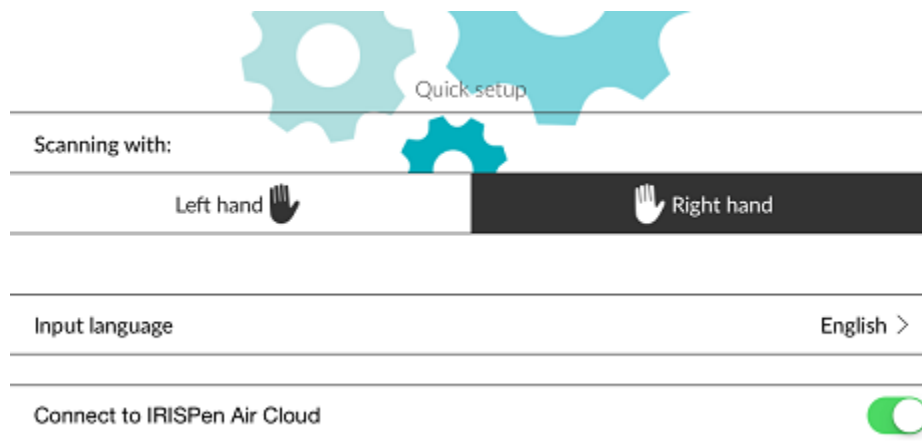 Quick setup
Scanning with:
Left hand Right hand
Input language English
Connect to IRISPen Air Cloud